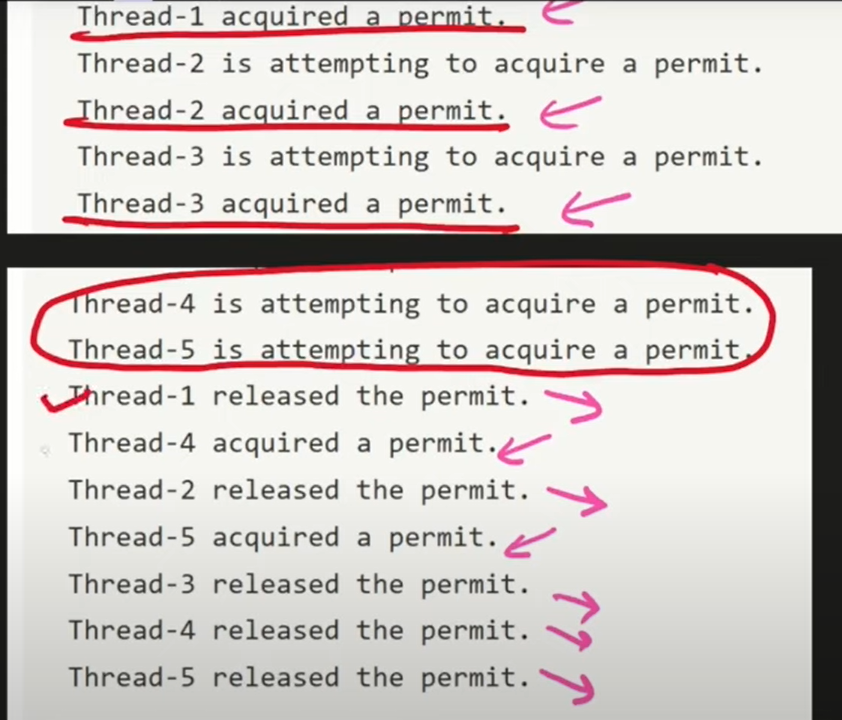 Thread-1 acquired a permit.
Thread-2 is attempting to acquire a permit.
Thread-2 acquired a permit.
Thread-3 is attempting to acquire a permit.
Thread-3 acquired a permit.
Thread-4 is attempting to acquire a permit.
Thread-5 is attempting to acquire a permit.
Thread-1 released the permit.
Thread-4 acquired a permit.
Thread-2 released the permit.
Thread-5 acquired a permit.
Thread-3 released the permit.
Thread-4 released the permit.
Thread-5 released the permit.